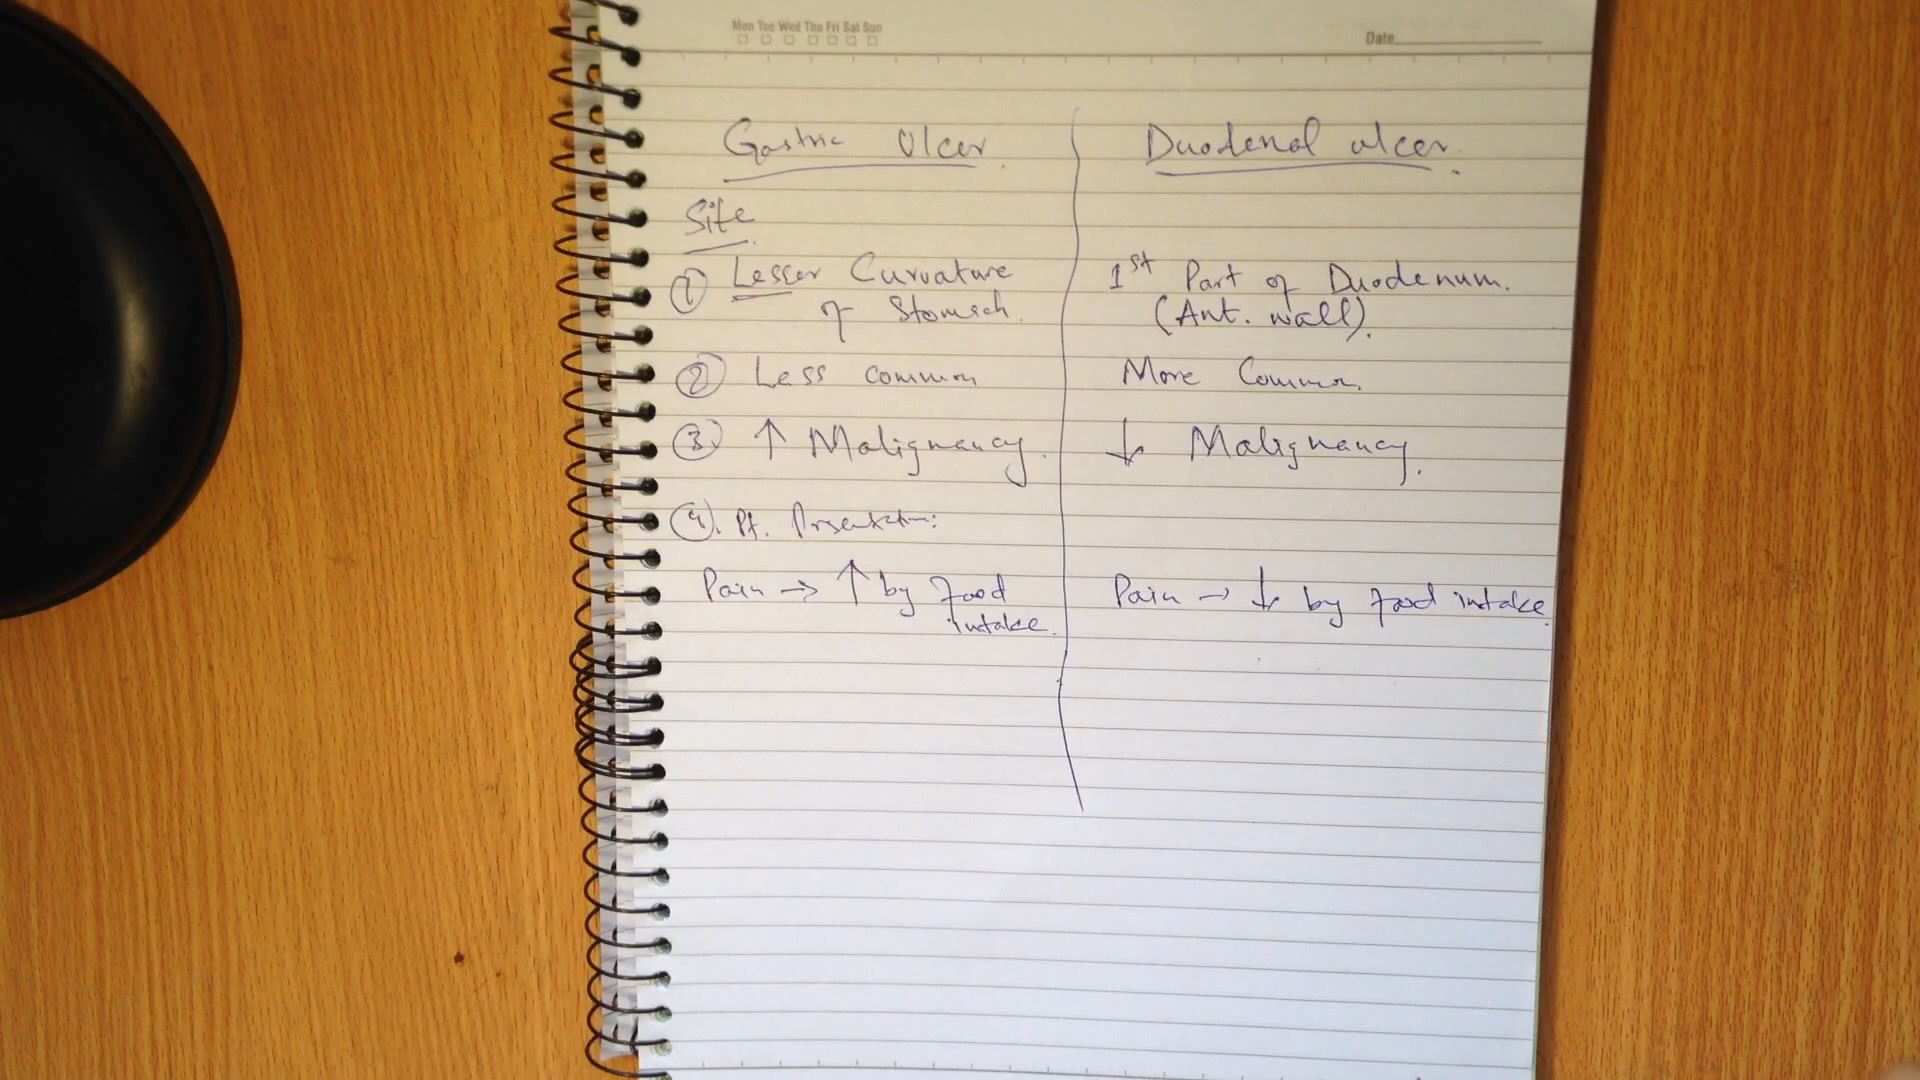 Mon Tue Wed Thu Fri Sat Sun
Date
Gastric Ulcer.
Duodenal ulcer.
Site
① Lesser Curvature
of Stomach.
1st Part of Duodenum.
(Ant. wall).
② Less common
More Common
③ ↑ Malignancy.
↓ Malignancy.
④. Pt. Presentation:
Pain → ↑ by Food
intake.
Pain → ↓ by food intake.